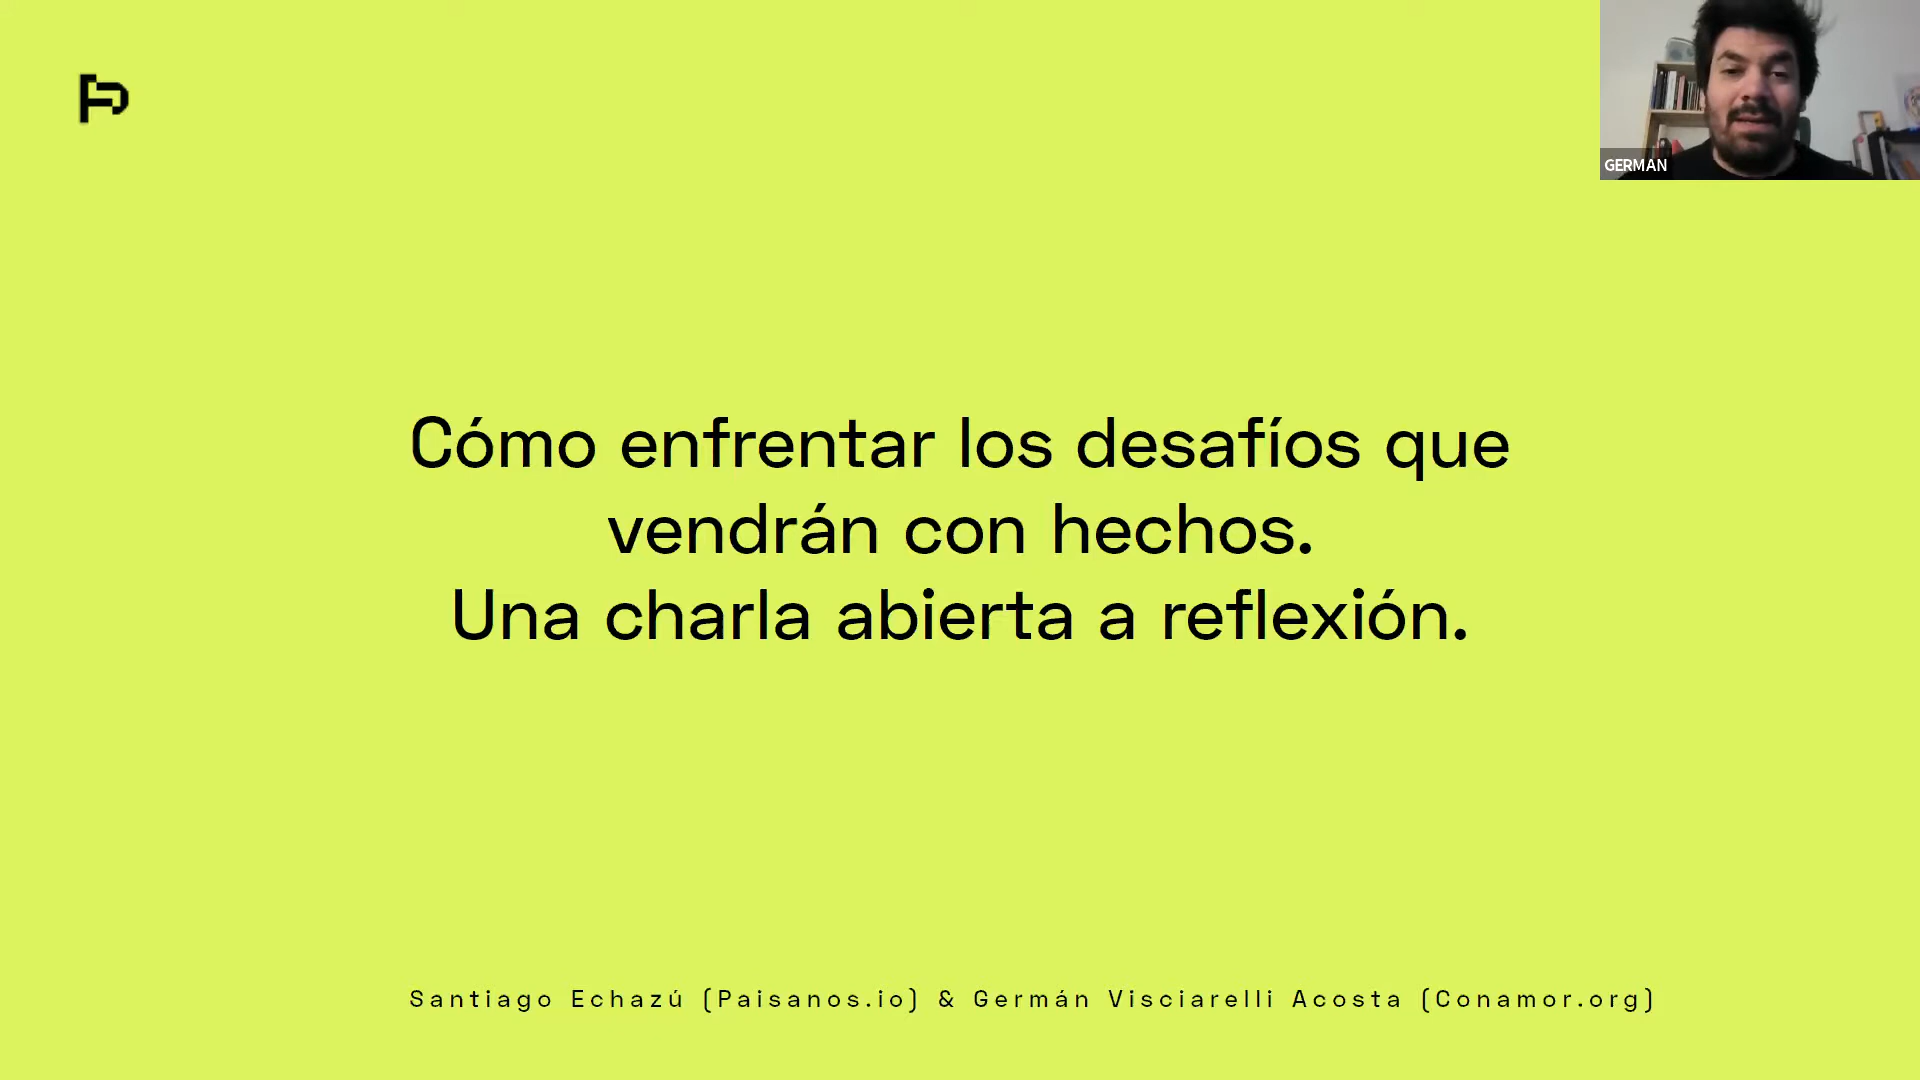 GERMAN
Cómo enfrentar los desafíos que
vendrán con hechos.
Una charla abierta a reflexión.
Santiago Echazú (Paisanos.io) & Germán Visciarelli Acosta (Conamor.org)